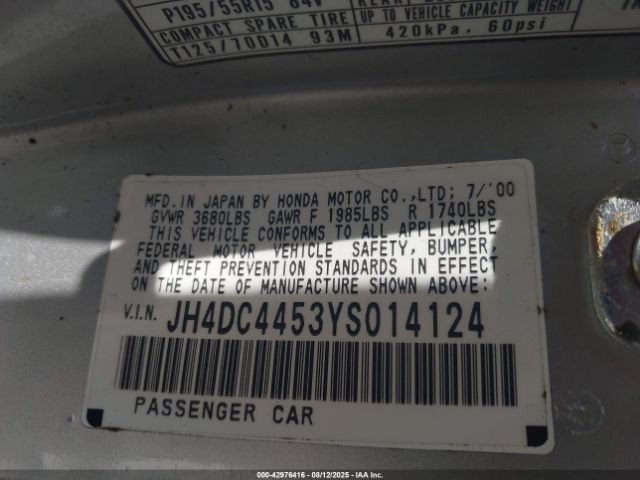 P195/55R15 84V
COMPACT SPARE TIRE UP TO VEHICLE CAPACITY WEIGHT
T125/70D14 93M 420kPa, 60psi
MFD.IN JAPAN BY HONDA MOTOR CO.,LTD; 7/'00
GVWR 3680LBS GAWR F 1985LBS R 1740LBS
THIS VEHICLE CONFORMS TO ALL APPLICABLE
FEDERAL MOTOR VEHICLE SAFETY, BUMPER,
AND THEFT PREVENTION STANDARDS IN EFFECT
ON THE DATE OF MANUFACTURE SHOWN ABOVE:
V.I.N. JH4DC4453YS014124
PASSENGER CAR
000-42976416 - 08/12/2025 - IAA Inc.